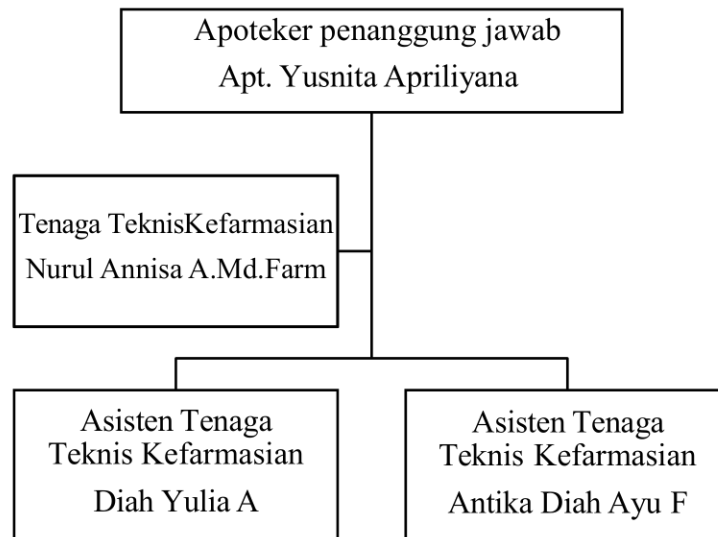 Apoteker penanggung jawab
Apt. Yusnita Apriliyana
Tenaga TeknisKefarmasian
Nurul Annisa A.Md.Farm
Asisten Tenaga
Teknis Kefarmasian
Diah Yulia A
Asisten Tenaga
Teknis Kefarmasian
Antika Diah Ayu F